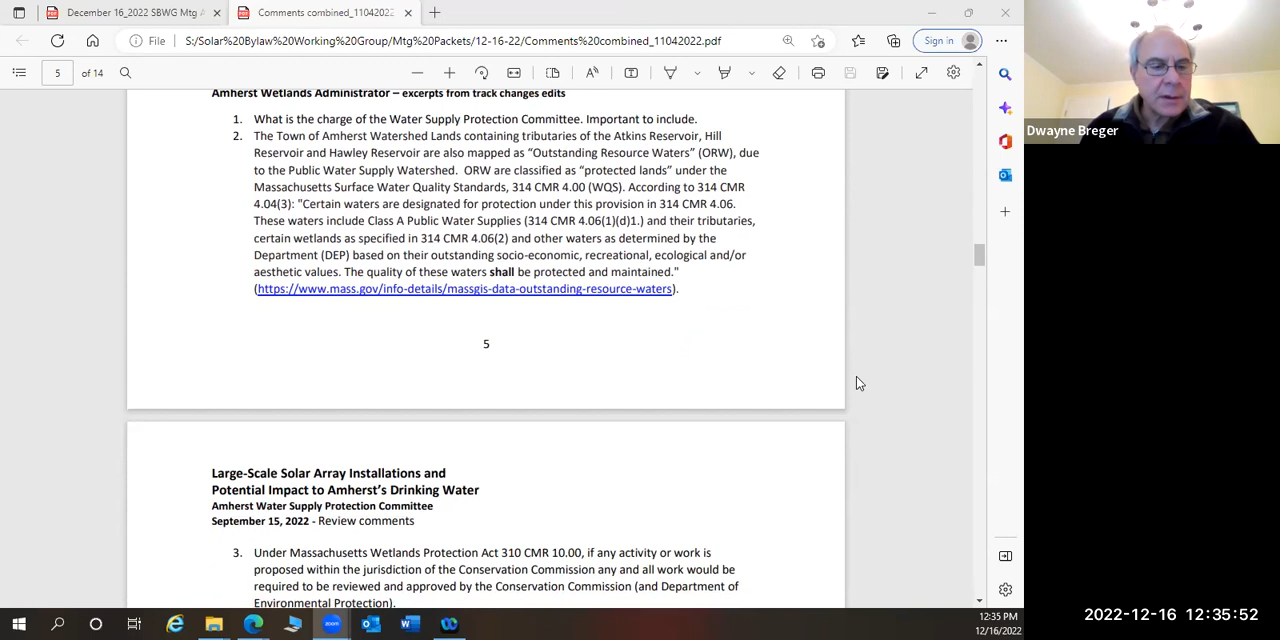 December 16_2022 SBWG Mtg A
Comments combined_11042022
File
S:/Solar%20Bylaw%20Working%20Group/Mtg%20Packets/12-16-22/Comments%20combined_11042022.pdf
Sign in
5 of 14
Amherst Wetlands Administrator – excerpts from track changes edits
1. What is the charge of the Water Supply Protection Committee. Important to include.
2. The Town of Amherst Watershed Lands containing tributaries of the Atkins Reservoir, Hill
Reservoir and Hawley Reservoir are also mapped as “Outstanding Resource Waters” (ORW), due
to the Public Water Supply Watershed. ORW are classified as “protected lands” under the
Massachusetts Surface Water Quality Standards, 314 CMR 4.00 (WQS). According to 314 CMR
4.04(3): "Certain waters are designated for protection under this provision in 314 CMR 4.06.
These waters include Class A Public Water Supplies (314 CMR 4.06(1)(d)1.) and their tributaries,
certain wetlands as specified in 314 CMR 4.06(2) and other waters as determined by the
Department (DEP) based on their outstanding socio-economic, recreational, ecological and/or
aesthetic values. The quality of these waters shall be protected and maintained."
(https://www.mass.gov/info-details/massgis-data-outstanding-resource-waters).
5
Large-Scale Solar Array Installations and
Potential Impact to Amherst’s Drinking Water
Amherst Water Supply Protection Committee
September 15, 2022 - Review comments
3. Under Massachusetts Wetlands Protection Act 310 CMR 10.00, if any activity or work is
proposed within the jurisdiction of the Conservation Commission any and all work would be
required to be reviewed and approved by the Conservation Commission (and Department of
Environmental Protection).
Dwayne Breger
12:35 PM
12/16/2022
2022-12-16 12:35:52